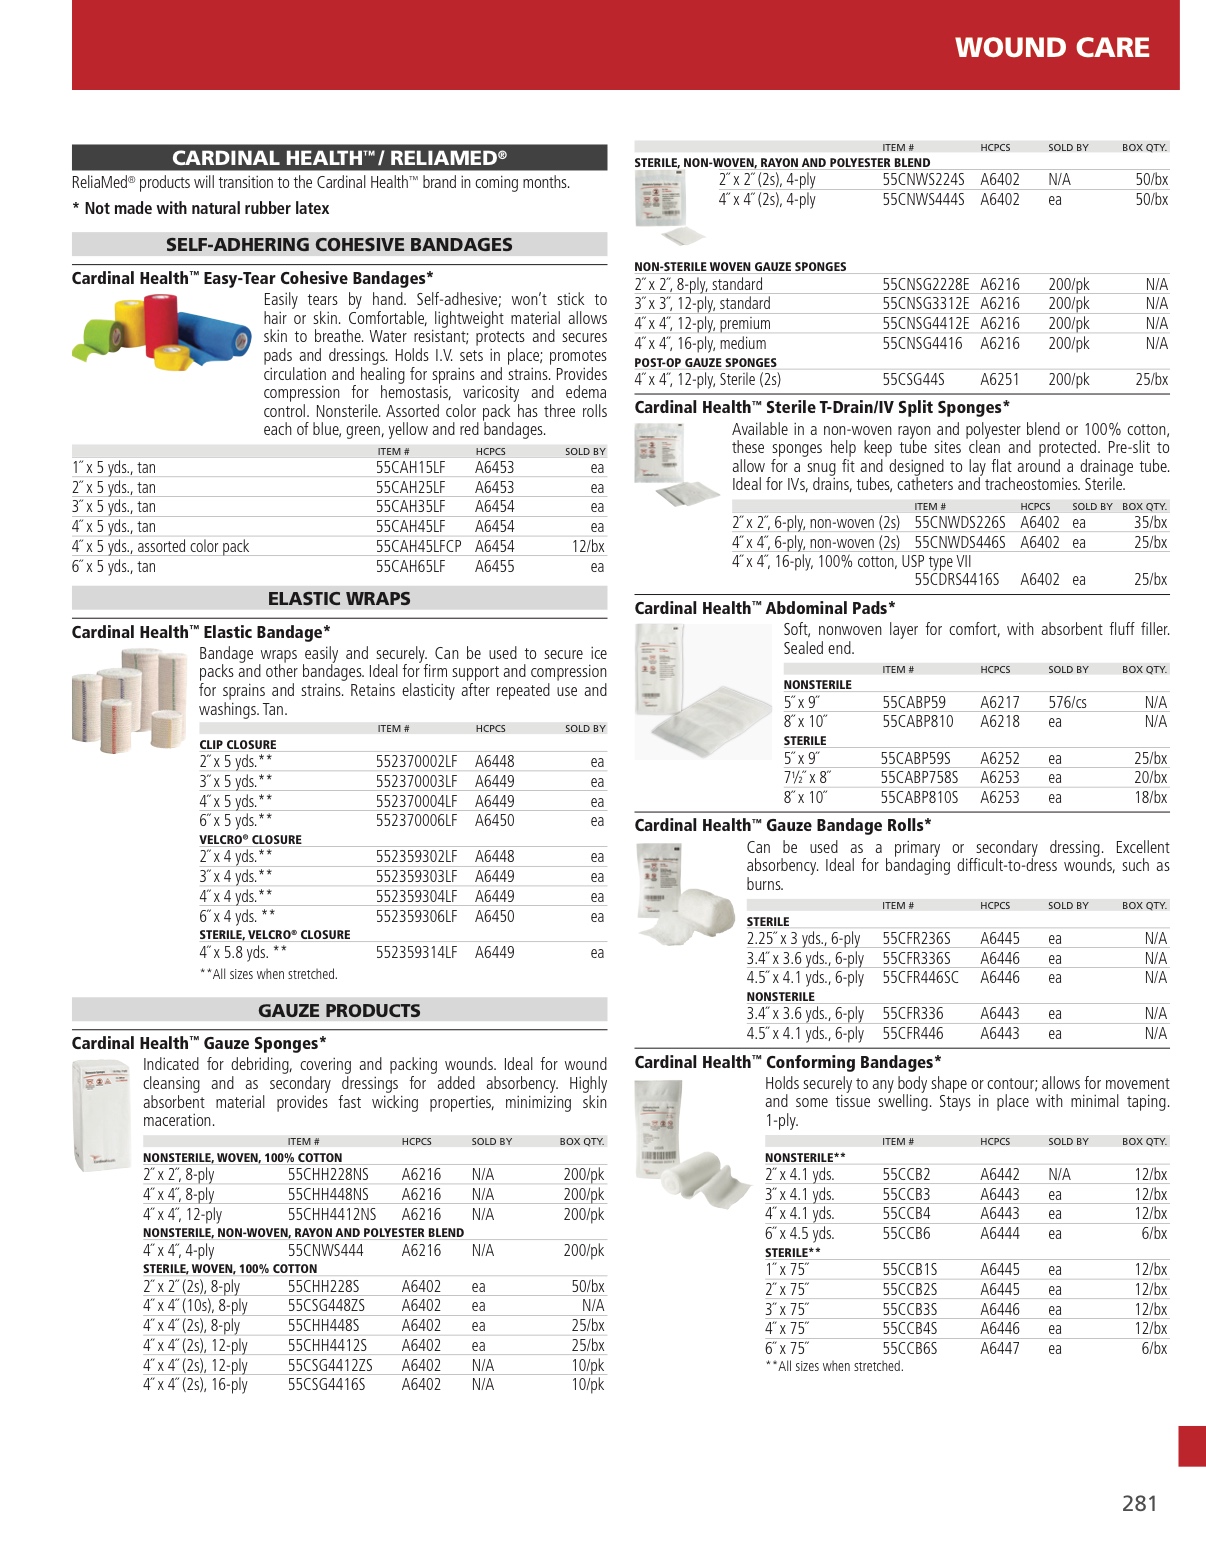 WOUND CARE
CARDINAL HEALTH™ / RELIAMED®
ReliaMed® products will transition to the Cardinal Health™ brand in coming months.
* Not made with natural rubber latex
SELF-ADHERING COHESIVE BANDAGES
Cardinal Health™ Easy-Tear Cohesive Bandages*
Easily tears by hand. Self-adhesive; won’t stick to
hair or skin. Comfortable, lightweight material allows
skin to breathe. Water resistant; protects and secures
pads and dressings. Holds I.V. sets in place; promotes
circulation and healing for sprains and strains. Provides
compression for hemostasis, varicosity and edema
control. Nonsterile. Assorted color pack has three rolls
each of blue, green, yellow and red bandages.
ITEM # HCPCS SOLD BY
1˝ x 5 yds., tan 55CAH15LF A6453 ea
2˝ x 5 yds., tan 55CAH25LF A6453 ea
3˝ x 5 yds., tan 55CAH35LF A6454 ea
4˝ x 5 yds., tan 55CAH45LF A6454 ea
4˝ x 5 yds., assorted color pack 55CAH45LFCP A6454 12/bx
6˝ x 5 yds., tan 55CAH65LF A6455 ea
ELASTIC WRAPS
Cardinal Health™ Elastic Bandage*
Bandage wraps easily and securely. Can be used to secure ice
packs and other bandages. Ideal for firm support and compression
for sprains and strains. Retains elasticity after repeated use and
washings. Tan.
ITEM # HCPCS SOLD BY
CLIP CLOSURE
2˝ x 5 yds.** 552370002LF A6448 ea
3˝ x 5 yds.** 552370003LF A6449 ea
4˝ x 5 yds.** 552370004LF A6449 ea
6˝ x 5 yds.** 552370006LF A6450 ea
VELCRO® CLOSURE
2˝ x 4 yds.** 552359302LF A6448 ea
3˝ x 4 yds.** 552359303LF A6449 ea
4˝ x 4 yds.** 552359304LF A6449 ea
6˝ x 4 yds. ** 552359306LF A6450 ea
STERILE, VELCRO® CLOSURE
4˝ x 5.8 yds. ** 552359314LF A6449 ea
**All sizes when stretched.
GAUZE PRODUCTS
Cardinal Health™ Gauze Sponges*
Indicated for debriding, covering and packing wounds. Ideal for wound
cleansing and as secondary dressings for added absorbency. Highly
absorbent material provides fast wicking properties, minimizing skin
maceration.
ITEM # HCPCS SOLD BY BOX QTY.
NONSTERILE, WOVEN, 100% COTTON
2˝ x 2˝, 8-ply 55CHH228NS A6216 N/A 200/pk
4˝ x 4˝, 8-ply 55CHH448NS A6216 N/A 200/pk
4˝ x 4˝, 12-ply 55CHH4412NS A6216 N/A 200/pk
NONSTERILE, NON-WOVEN, RAYON AND POLYESTER BLEND
4˝ x 4˝, 4-ply 55CNWS444 A6216 N/A 200/pk
STERILE, WOVEN, 100% COTTON
2˝ x 2˝ (2s), 8-ply 55CHH228S A6402 ea 50/bx
4˝ x 4˝ (10s), 8-ply 55CSG448ZS A6402 ea N/A
4˝ x 4˝ (2s), 8-ply 55CHH448S A6402 ea 25/bx
4˝ x 4˝ (2s), 12-ply 55CHH4412S A6402 ea 25/bx
4˝ x 4˝ (2s), 12-ply 55CSG4412ZS A6402 N/A 10/pk
4˝ x 4˝ (2s), 16-ply 55CSG4416S A6402 N/A 10/pk
ITEM # HCPCS SOLD BY BOX QTY.
STERILE, NON-WOVEN, RAYON AND POLYESTER BLEND
2˝ x 2˝ (2s), 4-ply 55CNWS224S A6402 N/A 50/bx
4˝ x 4˝ (2s), 4-ply 55CNWS444S A6402 ea 50/bx
NON-STERILE WOVEN GAUZE SPONGES
2˝ x 2˝, 8-ply, standard 55CNSG2228E A6216 200/pk N/A
3˝ x 3˝, 12-ply, standard 55CNSG3312E A6216 200/pk N/A
4˝ x 4˝, 12-ply, premium 55CNSG4412E A6216 200/pk N/A
4˝ x 4˝, 16-ply, medium 55CNSG4416 A6216 200/pk N/A
POST-OP GAUZE SPONGES
4˝ x 4˝, 12-ply, Sterile (2s) 55CSG44S A6251 200/pk 25/bx
Cardinal Health™ Sterile T-Drain/IV Split Sponges*
Available in a non-woven rayon and polyester blend or 100% cotton,
these sponges help keep tube sites clean and protected. Pre-slit to
allow for a snug fit and designed to lay flat around a drainage tube.
Ideal for IVs, drains, tubes, catheters and tracheostomies. Sterile.
ITEM # HCPCS SOLD BY BOX QTY.
2˝ x 2˝, 6-ply, non-woven (2s) 55CNWDS226S A6402 ea 35/bx
4˝ x 4˝, 6-ply, non-woven (2s) 55CNWDS446S A6402 ea 25/bx
4˝ x 4˝, 16-ply, 100% cotton, USP type VII
55CDRS4416S A6402 ea 25/bx
Cardinal Health™ Abdominal Pads*
Soft, nonwoven layer for comfort, with absorbent fluff filler.
Sealed end.
ITEM # HCPCS SOLD BY BOX QTY.
NONSTERILE
5˝ x 9˝ 55CABP59 A6217 576/cs N/A
8˝ x 10˝ 55CABP810 A6218 ea N/A
STERILE
5˝ x 9˝ 55CABP59S A6252 ea 25/bx
7½˝ x 8˝ 55CABP758S A6253 ea 20/bx
8˝ x 10˝ 55CABP810S A6253 ea 18/bx
Cardinal Health™ Gauze Bandage Rolls*
Can be used as a primary or secondary dressing. Excellent
absorbency. Ideal for bandaging difficult-to-dress wounds, such as
burns.
ITEM # HCPCS SOLD BY BOX QTY.
STERILE
2.25˝ x 3 yds., 6-ply 55CFR236S A6445 ea N/A
3.4˝ x 3.6 yds., 6-ply 55CFR336S A6446 ea N/A
4.5˝ x 4.1 yds., 6-ply 55CFR446SC A6446 ea N/A
NONSTERILE
3.4˝ x 3.6 yds., 6-ply 55CFR336 A6443 ea N/A
4.5˝ x 4.1 yds., 6-ply 55CFR446 A6443 ea N/A
Cardinal Health™ Conforming Bandages*
Holds securely to any body shape or contour; allows for movement
and some tissue swelling. Stays in place with minimal taping.
1-ply.
ITEM # HCPCS SOLD BY BOX QTY.
NONSTERILE**
2˝ x 4.1 yds. 55CCB2 A6442 N/A 12/bx
3˝ x 4.1 yds. 55CCB3 A6443 ea 12/bx
4˝ x 4.1 yds. 55CCB4 A6443 ea 12/bx
6˝ x 4.5 yds. 55CCB6 A6444 ea 6/bx
STERILE**
1˝ x 75˝ 55CCB1S A6445 ea 12/bx
2˝ x 75˝ 55CCB2S A6445 ea 12/bx
3˝ x 75˝ 55CCB3S A6446 ea 12/bx
4˝ x 75˝ 55CCB4S A6446 ea 12/bx
6˝ x 75˝ 55CCB6S A6447 ea 6/bx
**All sizes when stretched.
281